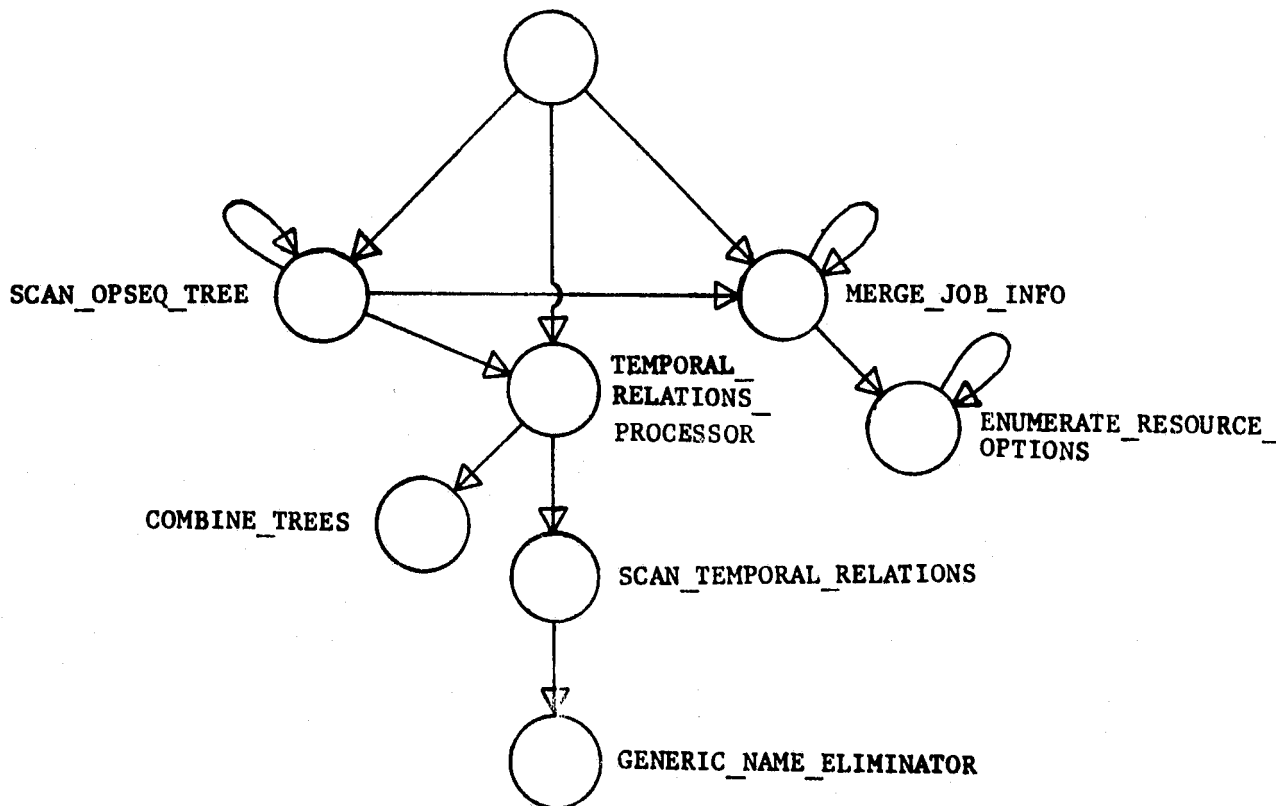 SCAN_OPSEQ_TREE
MERGE_JOB_INFO
TEMPORAL_
RELATIONS_
PROCESSOR
ENUMERATE_RESOURCE_
OPTIONS
COMBINE_TREES
SCAN_TEMPORAL_RELATIONS
GENERIC_NAME_ELIMINATOR